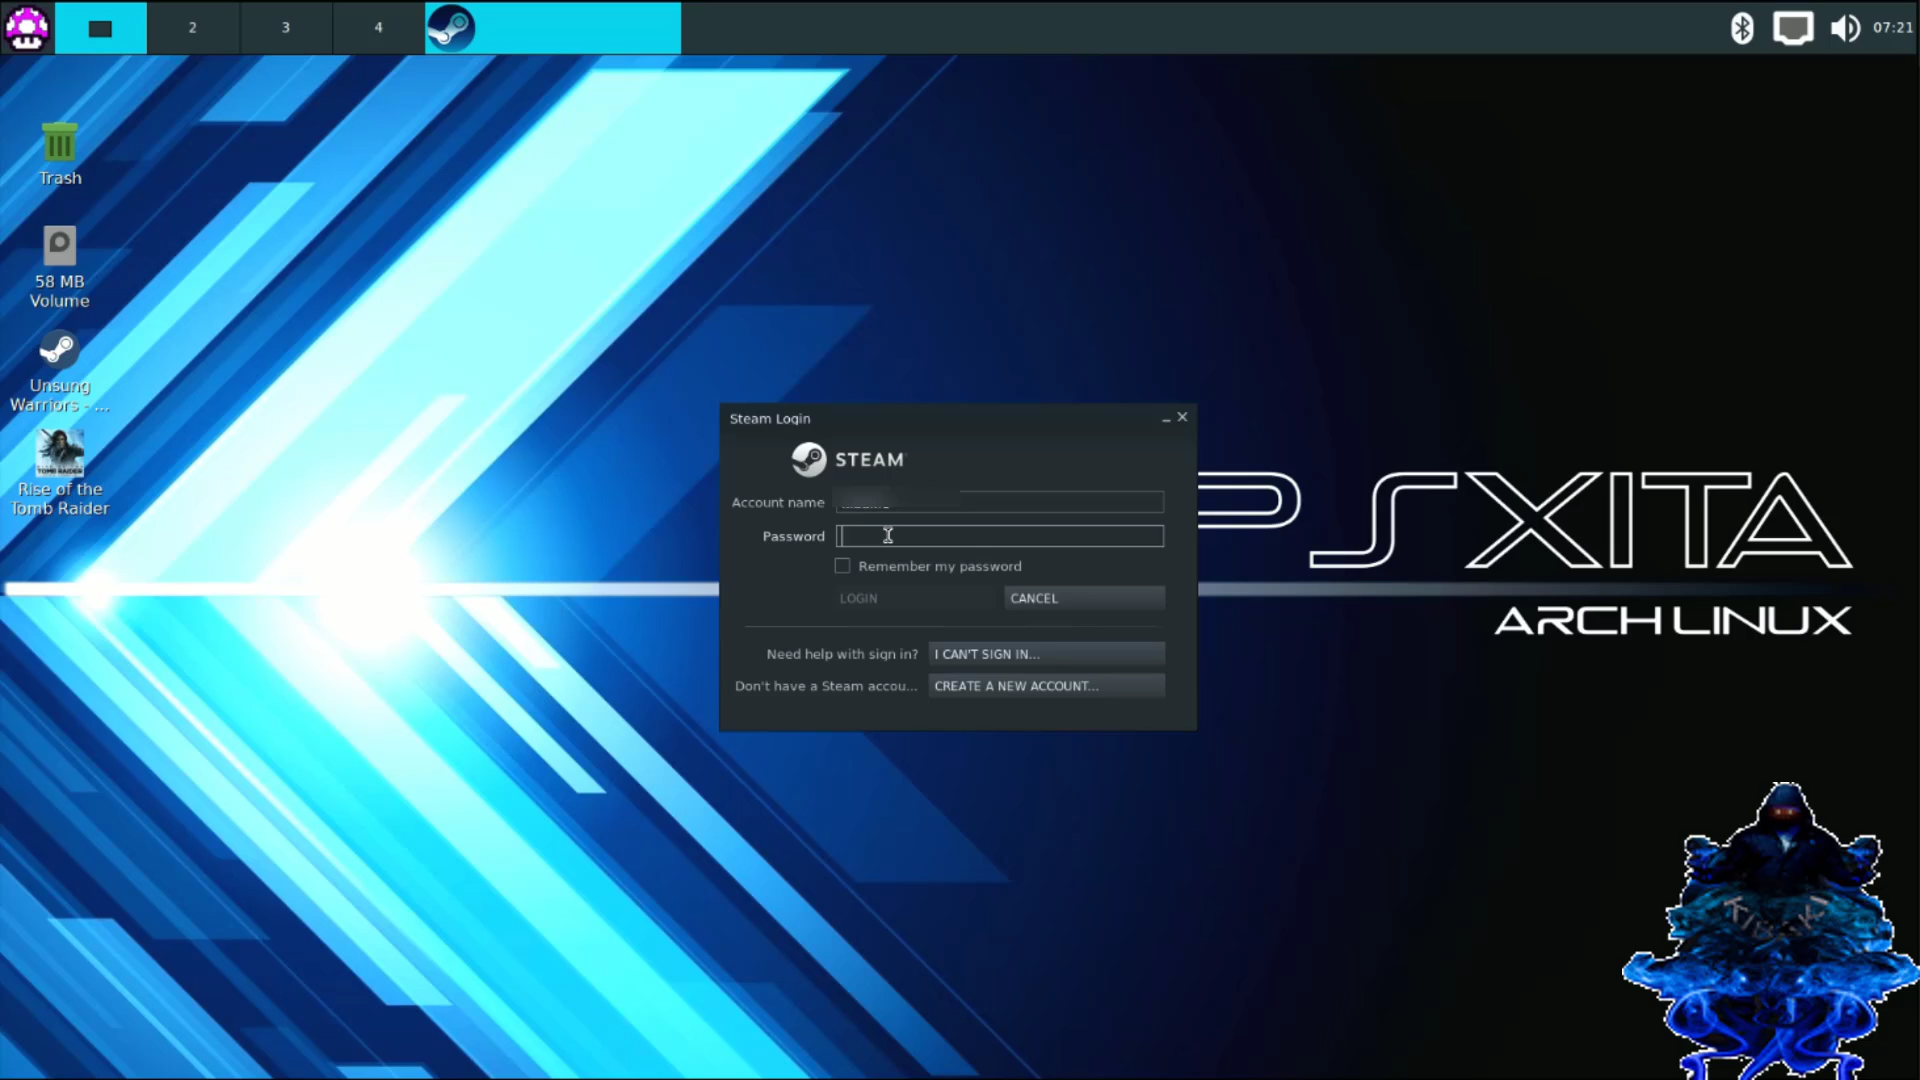 2
3
4
07:21
Trash
58 MB
Volume
Unsung
Warriors - ...
TOMB RAIDER
Rise of the
Tomb Raider
Steam Login
STEAM
Account name
Password
Remember my password
LOGIN
CANCEL
Need help with sign in?
I CAN'T SIGN IN...
Don't have a Steam accou...
CREATE A NEW ACCOUNT...
PSXITA
ARCH LINUX